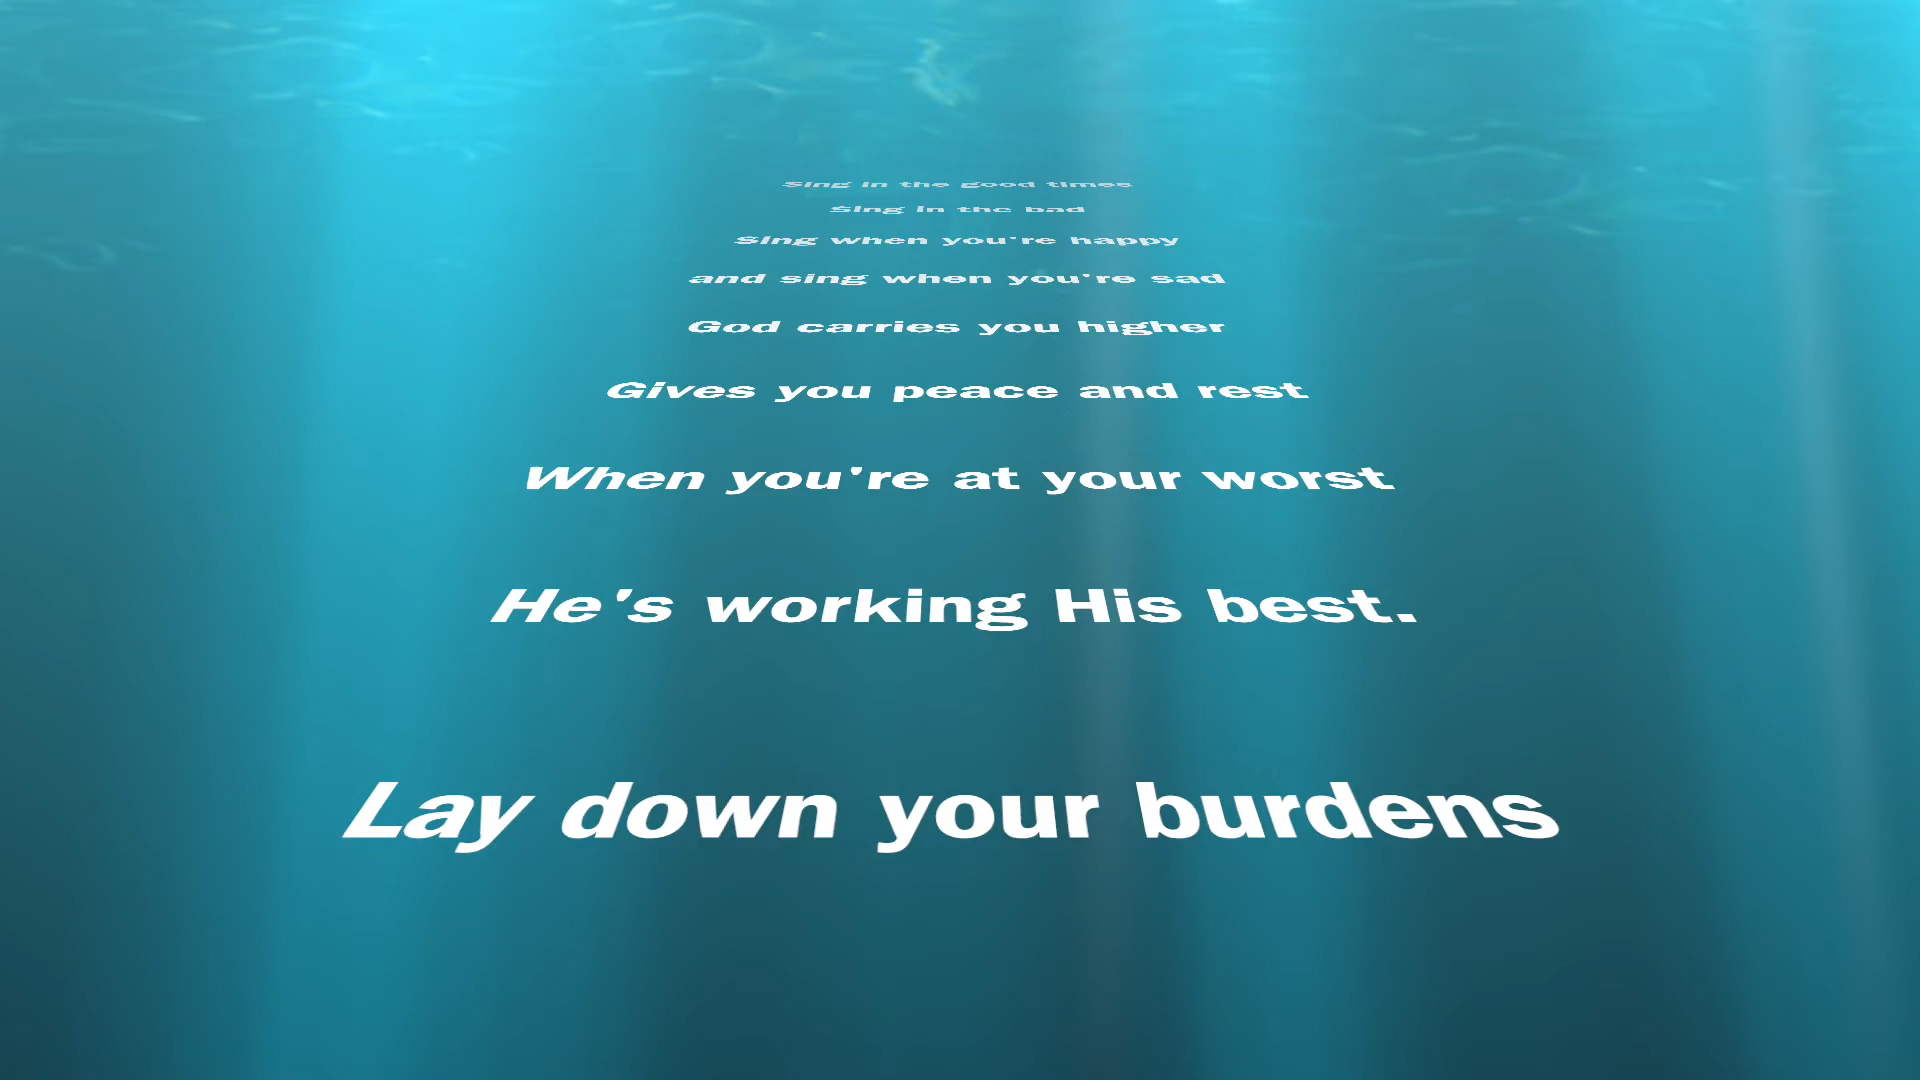 Sing in the good times
Sing in the bad
Sing when you're happy
and sing when you're sad
God carries you higher
Gives you peace and rest
When you're at your worst
He's working His best.
Lay down your burdens